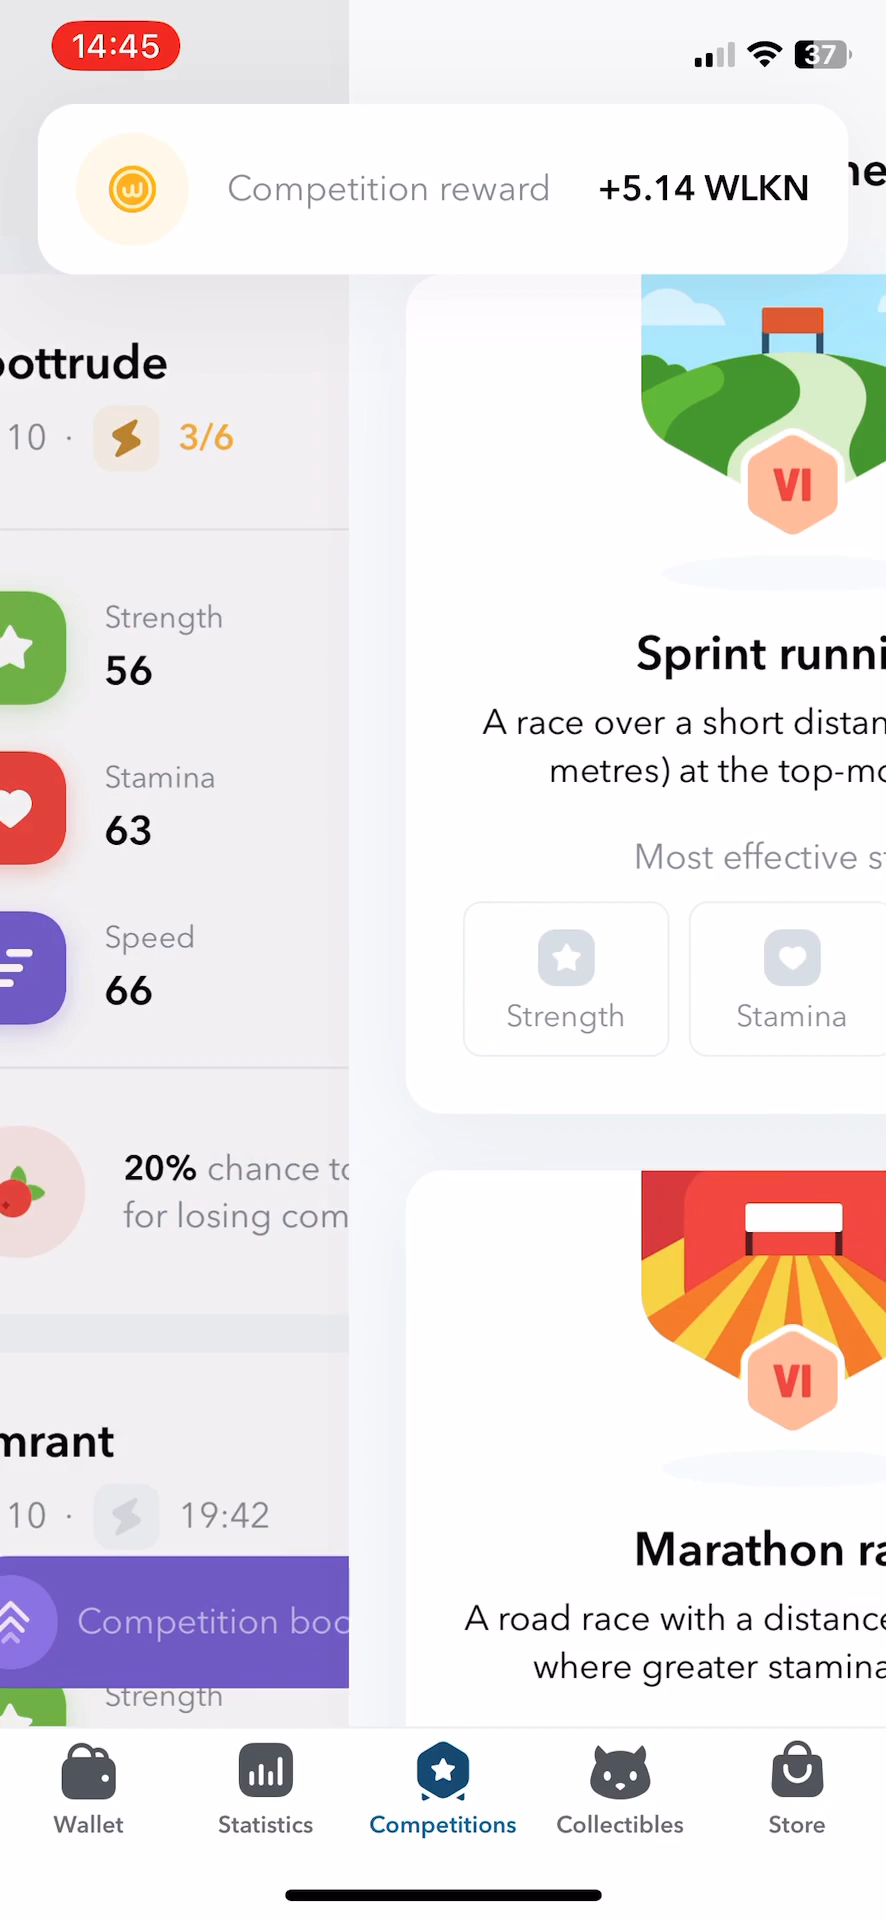 14:45
37
Competition reward +5.14 WLKN
ottrude
10 · 3/6
Strength
56
Stamina
63
Speed
66
20% chance to
for losing com
mrant
10 · 19:42
Competition boo
Strength
VI
Sprint runni
A race over a short distan
metres) at the top-mo
Most effective st
Strength
Stamina
VI
Marathon ra
A road race with a distance
where greater stamina
Wallet
Statistics
Competitions
Collectibles
Store